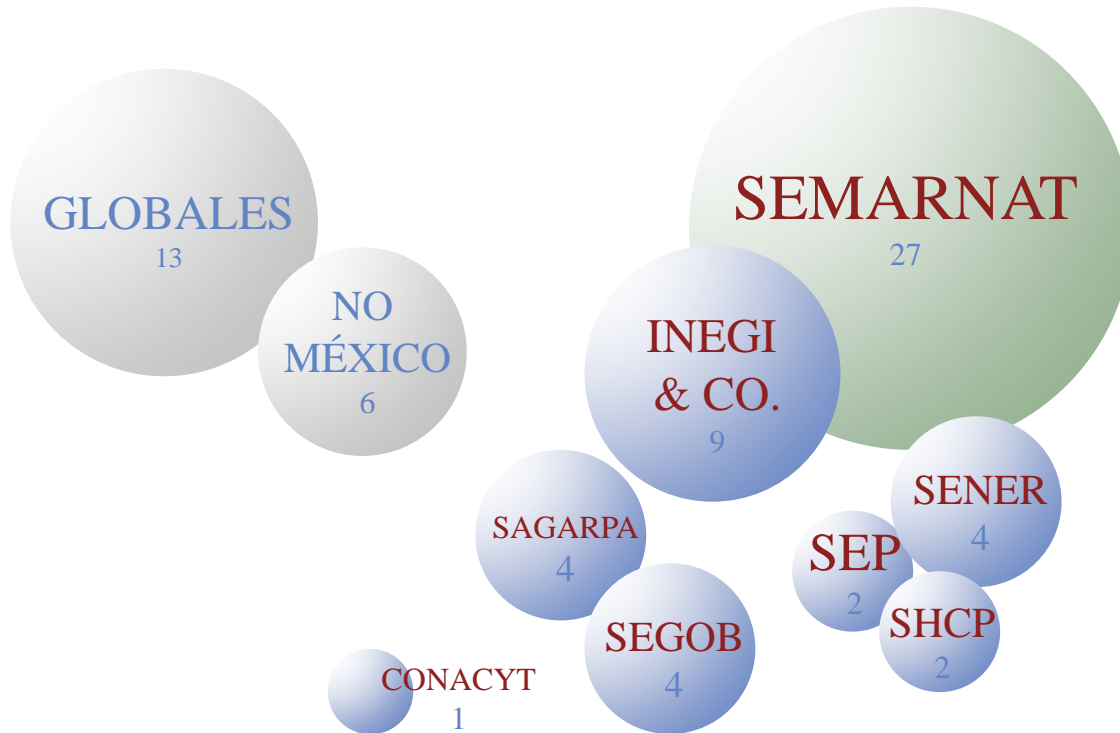 GLOBALES
13
NO
MÉXICO
6
SEMARNAT
27
INEGI
& CO.
9
SAGARPA
4
SEGOB
4
SENER
4
SEP
2
SHCP
2
CONACYT
1